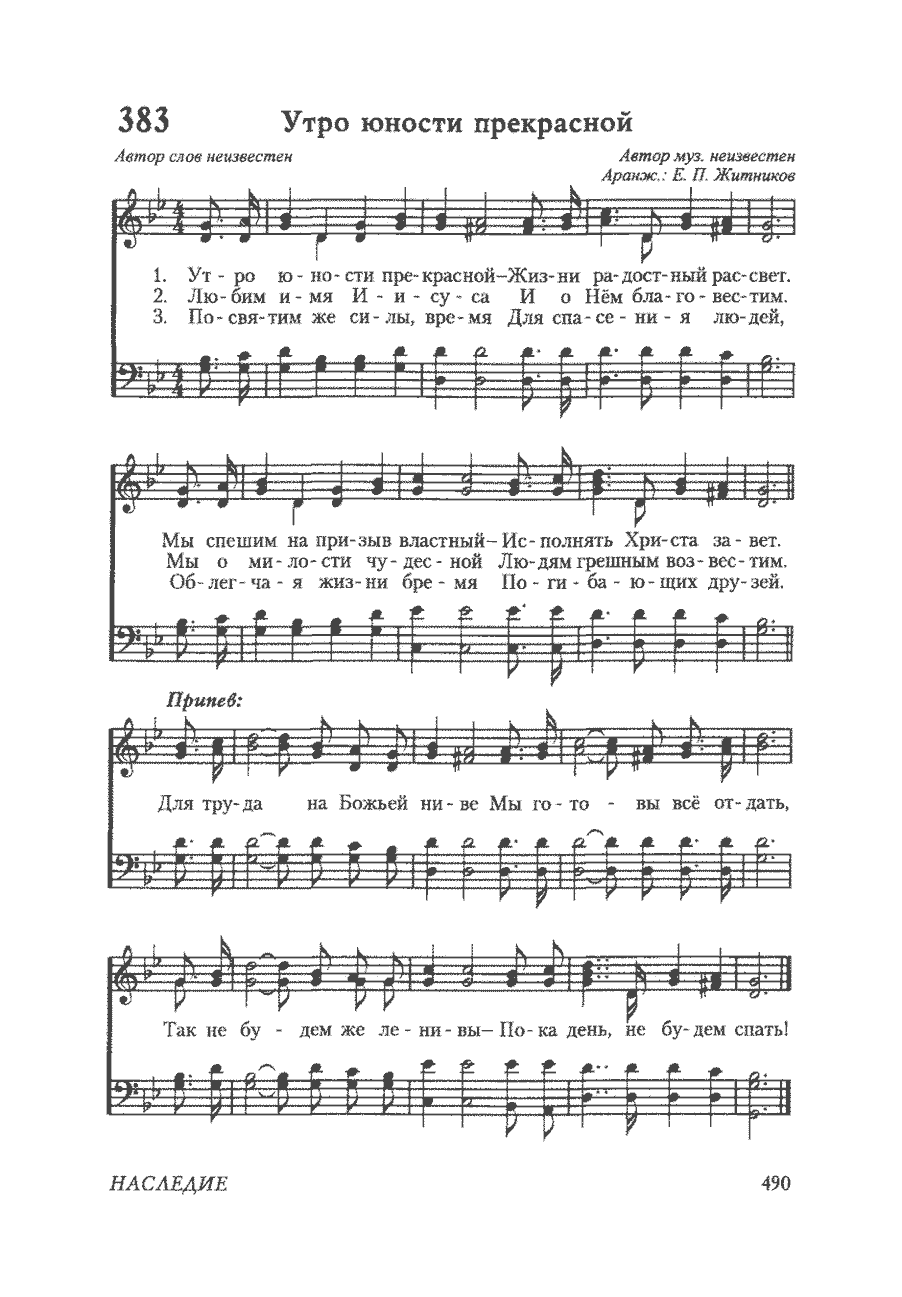 383 Утро юности прекрасной
Автор слов неизвестен Автор муз. неизвестен
Аранж.: Е. П. Житников
1. Ут - ро ю - но - сти пре - красной–Жиз - ни ра - дост - ный рас - свет.
2. Лю - бим и - мя И - и - су - са И о Нём бла - го - вес - тим.
3. По - свя - тим же си - лы, вре - мя Для спа - се - ни - я лю - дей,
Мы спешим на при - зыв властный– Ис - полнять Хри - ста за - вет.
Мы о ми - ло - сти чу - дес - ной Лю - дям грешным воз - вес - тим.
Об - лег - ча - я жиз - ни бре - мя По - ги - ба - ю - щих дру - зей.
Припев:
Для тру - да на Божьей ни - ве Мы го - то - вы всё от - дать,
Так не бу - дем же ле - ни - вы– По - ка день, не бу - дем спать!
НАСЛЕДИЕ 490